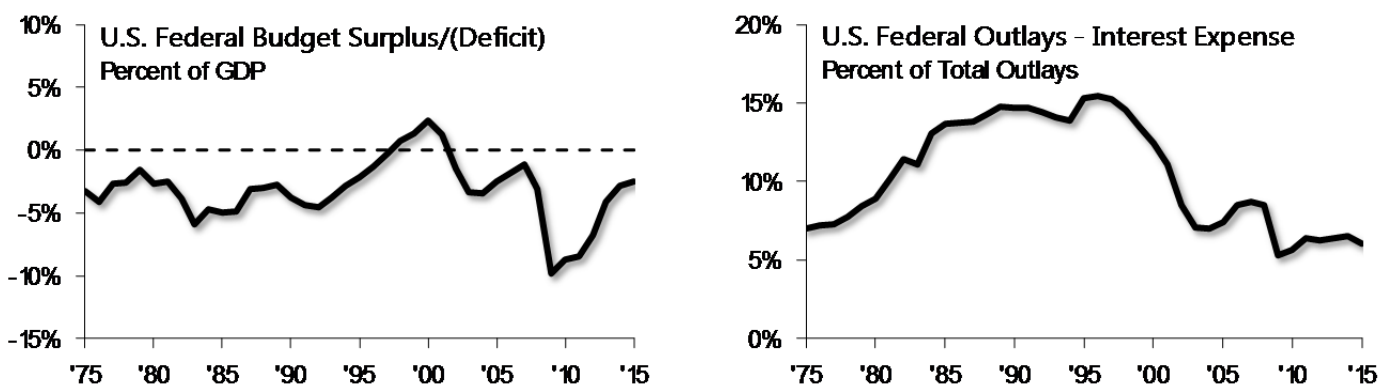 U.S. Federal Budget Surplus/(Deficit)
Percent of GDP
10%
5%
0%
-5%
-10%
-15%
'75 '80 '85 '90 '95 '00 '05 '10 '15
U.S. Federal Outlays - Interest Expense
Percent of Total Outlays
20%
15%
10%
5%
0%
'75 '80 '85 '90 '95 '00 '05 '10 '15